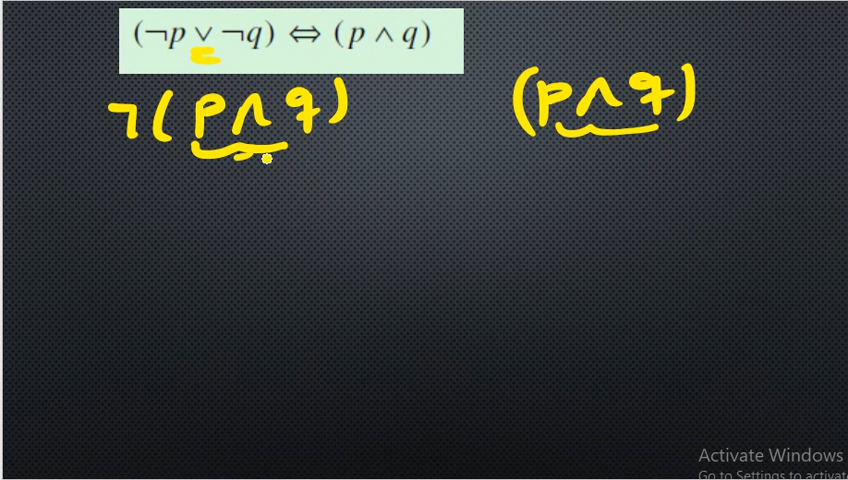 (¬p ∨ ¬q) ⇔ (p ∧ q)
¬(p∧q) (p∧q)
Activate Windows
Go to Settings to activat